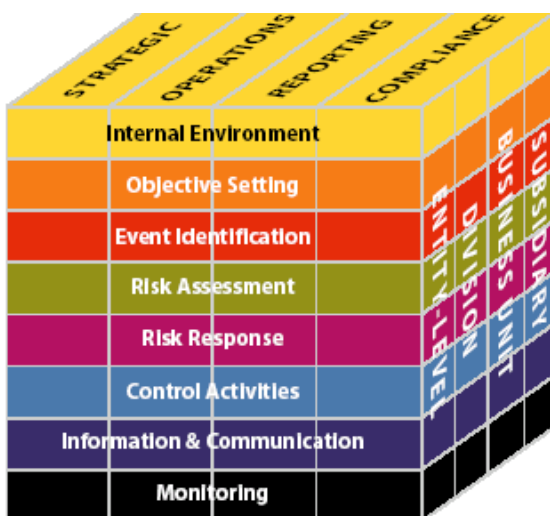 STRATEGIC
OPERATIONS
REPORTING
COMPLIANCE
Internal Environment
Objective Setting
Event Identification
Risk Assessment
Risk Response
Control Activities
Information & Communication
Monitoring
ENTITY-LEVEL
DIVISION
BUSINESS UNIT
SUBSIDIARY